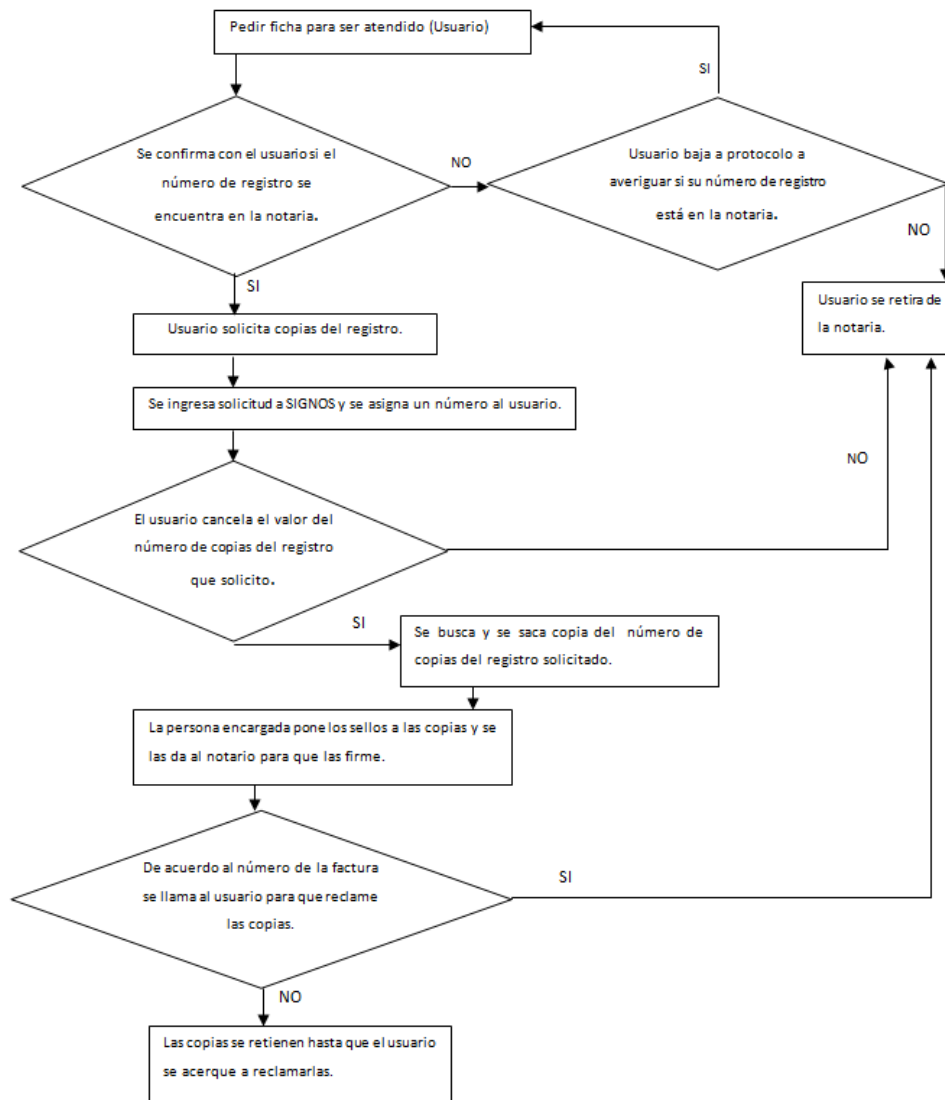 Pedir ficha para ser atendido (Usuario)
SI
Se confirma con el usuario si el
número de registro se
encuentra en la notaria.
NO
Usuario baja a protocolo a
averiguar si su número de registro
está en la notaria.
NO
SI
Usuario se retira de
la notaria.
Usuario solicita copias del registro.
Se ingresa solicitud a SIGNOS y se asigna un número al usuario.
NO
El usuario cancela el valor del
número de copias del registro
que solicito.
SI
Se busca y se saca copia del número de
copias del registro solicitado.
La persona encargada pone los sellos a las copias y se
las da al notario para que las firme.
De acuerdo al número de la factura
se llama al usuario para que reclame
las copias.
SI
NO
Las copias se retienen hasta que el usuario
se acerque a reclamarlas.